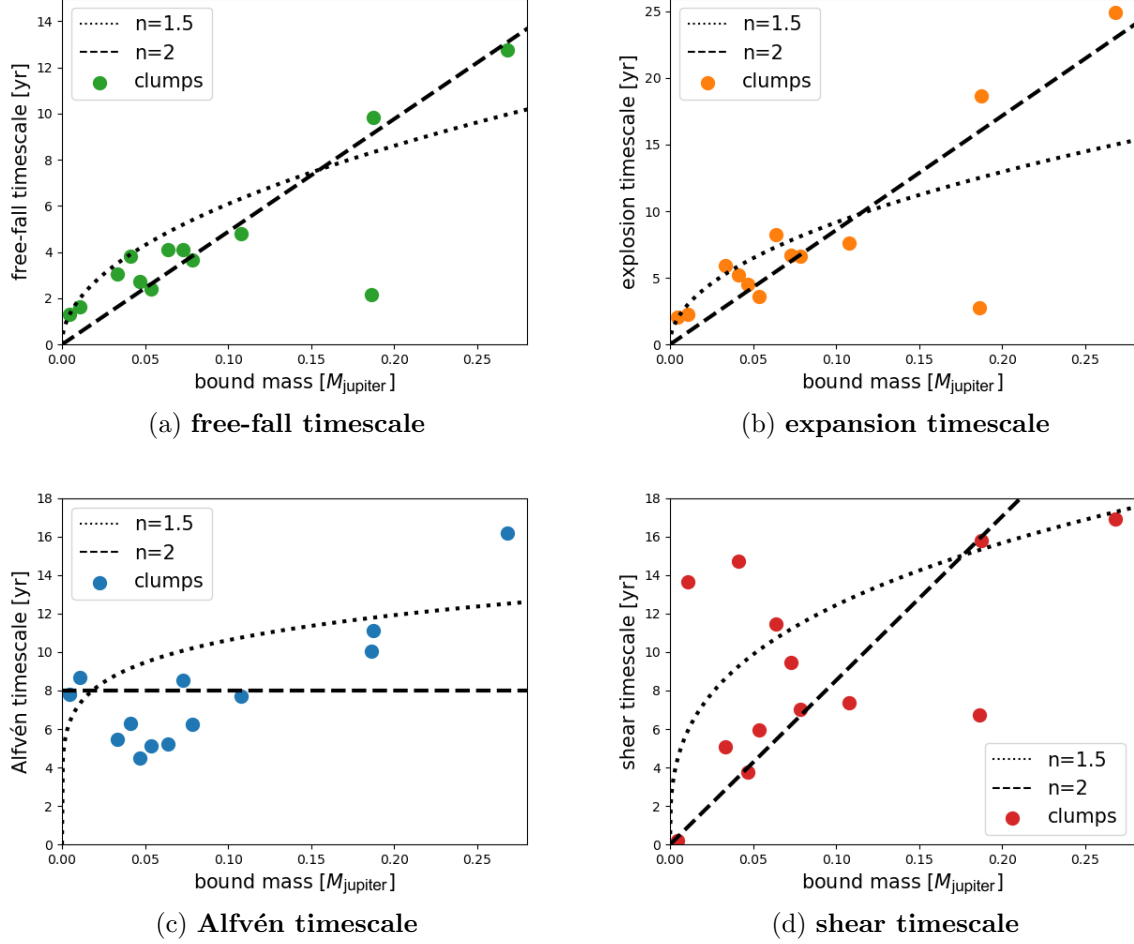 n=1.5
n=2
clumps
free-fall timescale [yr]
14
12
10
8
6
4
2
0
0.00 0.05 0.10 0.15 0.20 0.25
bound mass [M_jupiter]
(a) free-fall timescale
n=1.5
n=2
clumps
explosion timescale [yr]
25
20
15
10
5
0
0.00 0.05 0.10 0.15 0.20 0.25
bound mass [M_jupiter]
(b) expansion timescale
n=1.5
n=2
clumps
Alfvén timescale [yr]
18
16
14
12
10
8
6
4
2
0
0.00 0.05 0.10 0.15 0.20 0.25
bound mass [M_jupiter]
(c) Alfvén timescale
shear timescale [yr]
18
16
14
12
10
8
6
4
2
0
n=1.5
n=2
clumps
0.00 0.05 0.10 0.15 0.20 0.25
bound mass [M_jupiter]
(d) shear timescale